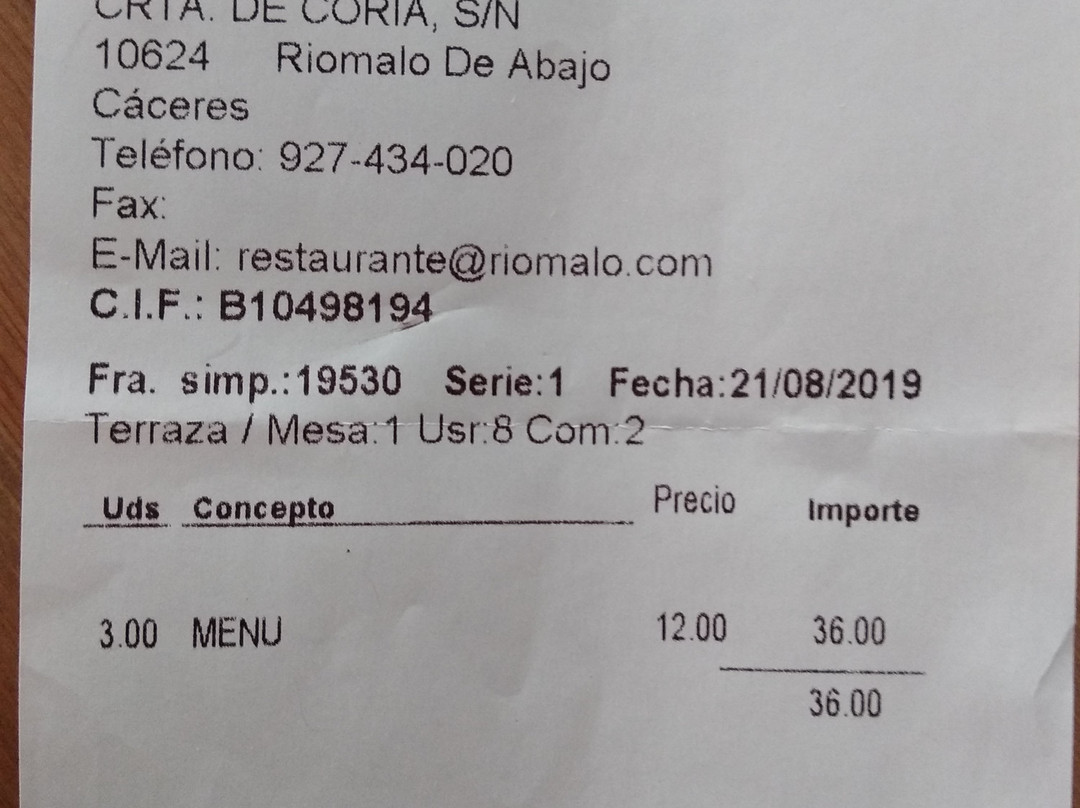 CRTA. DE CORIA, S/N
10624 Riomalo De Abajo
Cáceres
Teléfono: 927-434-020
Fax:
E-Mail: restaurante@riomalo.com
C.I.F.: B10498194
Fra. simp.:19530 Serie:1 Fecha:21/08/2019
Terraza / Mesa:1 Usr:8 Com:2
Uds Concepto Precio Importe
3.00 MENU 12.00 36.00
36.00